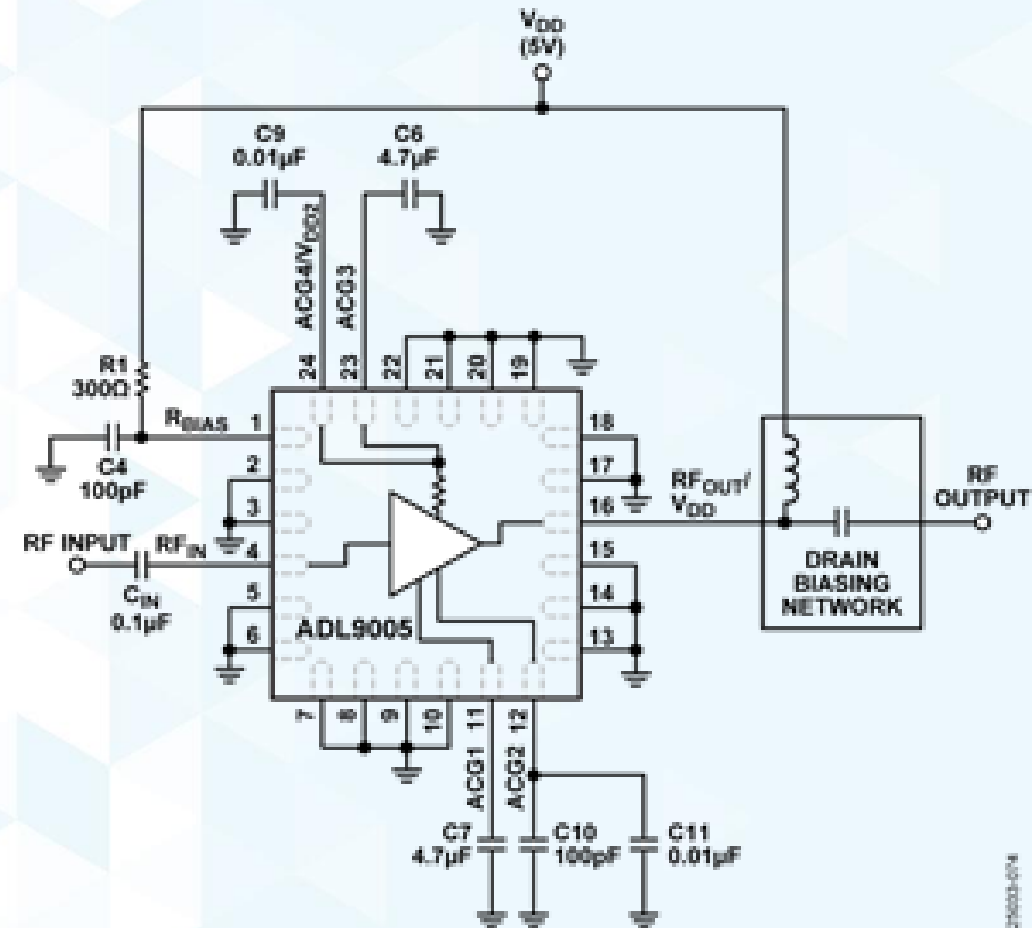 VDD
(5V)
C9
0.01µF
C6
4.7µF
ACG4/VDD2
ACG3
R1
300Ω
24
23
22
21
20
19
RBIAS
1
2
3
4
5
6
C4
100pF
RF INPUT
RFIN
CIN
0.1µF
ADL9005
18
17
16
15
14
13
RFOUT/
VDD
RF
OUTPUT
DRAIN
BIASING
NETWORK
7
8
9
10
11
12
ACG1
ACG2
C7
4.7µF
C10
100pF
C11
0.01µF